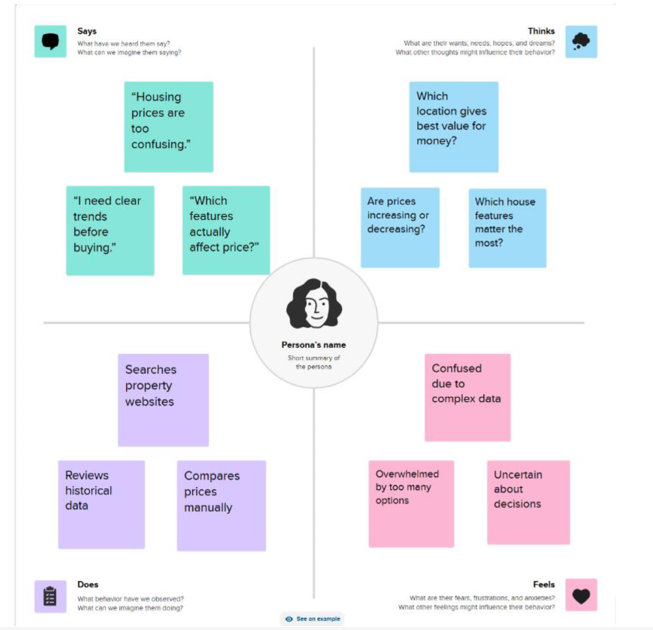 Says
What have we heard them say?
What can we imagine them saying?
Thinks
What are their wants, needs, hopes, and dreams?
What other thoughts might influence their behavior?
“Housing
prices are
too
confusing.”
“I need clear
trends
before
buying.”
“Which
features
actually
affect price?”
Which
location gives
best value for
money?
Are prices
increasing or
decreasing?
Which house
features
matter the
most?
Persona's name
Short summary of
the persona
Searches
property
websites
Reviews
historical
data
Compares
prices
manually
Confused
due to
complex data
Overwhelmed
by too many
options
Uncertain
about
decisions
Does
What behavior have we observed?
What can we imagine them doing?
Feels
What are their fears, frustrations, and anxieties?
What other feelings might influence their behavior?
See an example